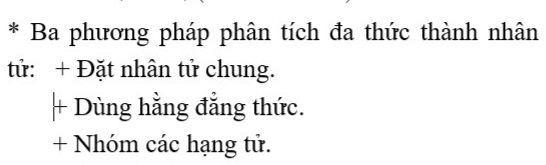 * Ba phương pháp phân tích đa thức thành nhân
tử: + Đặt nhân tử chung.
+ Dùng hằng đẳng thức.
+ Nhóm các hạng tử.